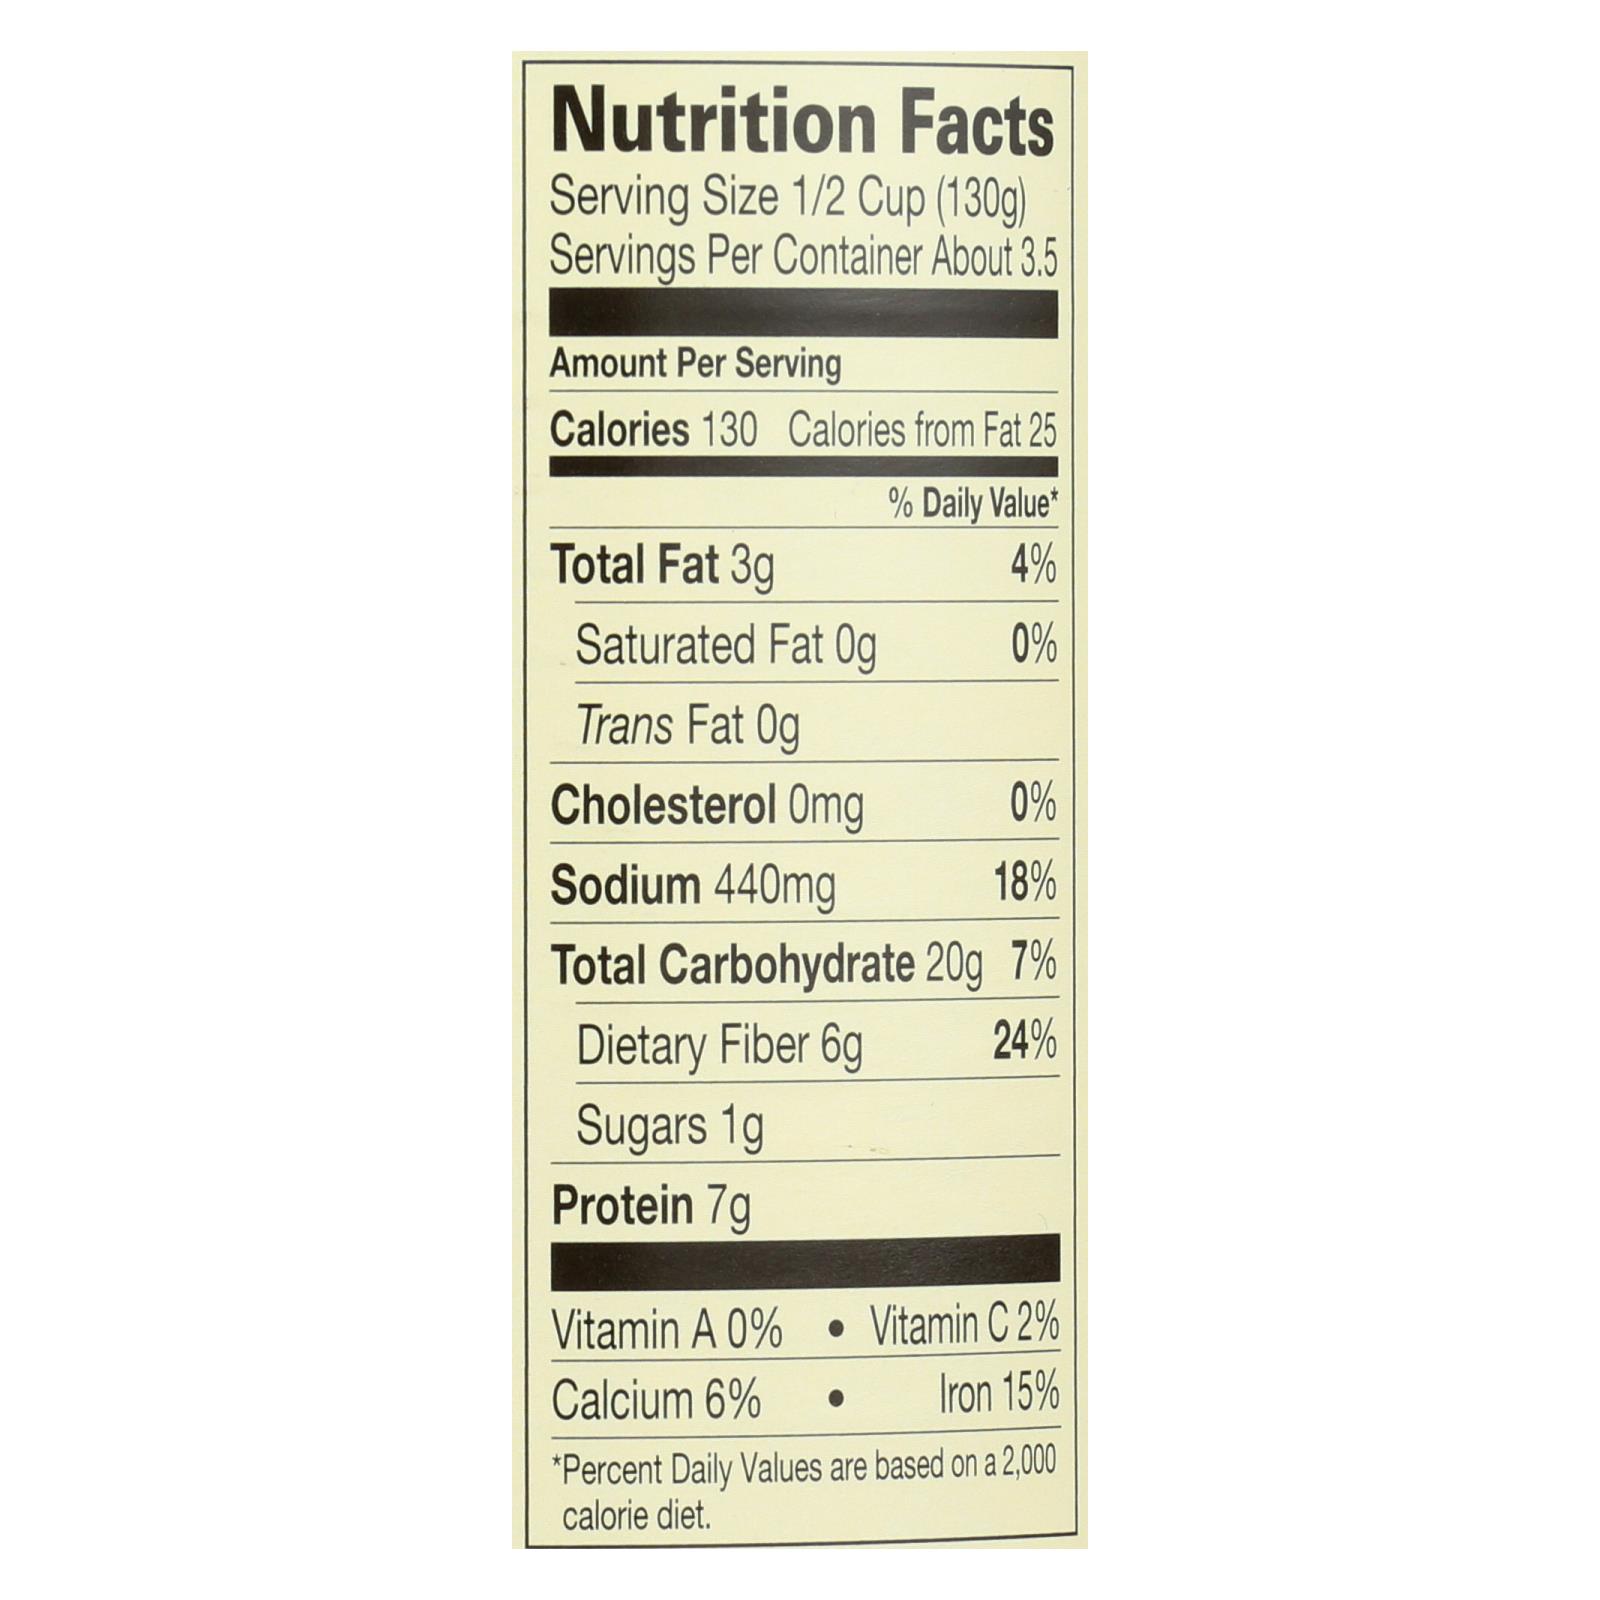 Nutrition Facts
Serving Size 1/2 Cup (130g)
Servings Per Container About 3.5
Amount Per Serving
Calories 130 Calories from Fat 25
% Daily Value*
Total Fat 3g 4%
Saturated Fat 0g 0%
Trans Fat 0g
Cholesterol 0mg 0%
Sodium 440mg 18%
Total Carbohydrate 20g 7%
Dietary Fiber 6g 24%
Sugars 1g
Protein 7g
Vitamin A 0% • Vitamin C 2%
Calcium 6% • Iron 15%
*Percent Daily Values are based on a 2,000
calorie diet.